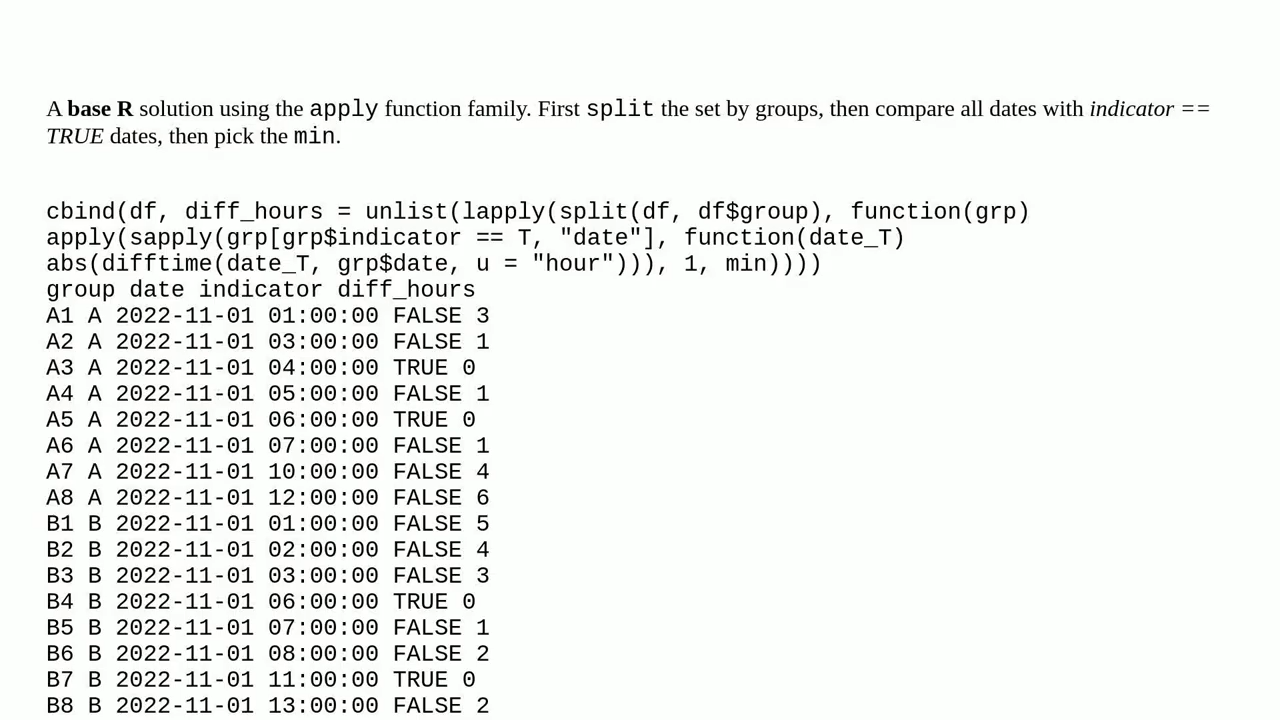 A base R solution using the apply function family. First split the set by groups, then compare all dates with indicator ==
TRUE dates, then pick the min.
cbind(df, diff_hours = unlist(lapply(split(df, df$group), function(grp)
apply(sapply(grp[grp$indicator == T, "date"], function(date_T)
abs(difftime(date_T, grp$date, u = "hour"))), 1, min))))
group date indicator diff_hours
A1 A 2022-11-01 01:00:00 FALSE 3
A2 A 2022-11-01 03:00:00 FALSE 1
A3 A 2022-11-01 04:00:00 TRUE 0
A4 A 2022-11-01 05:00:00 FALSE 1
A5 A 2022-11-01 06:00:00 TRUE 0
A6 A 2022-11-01 07:00:00 FALSE 1
A7 A 2022-11-01 10:00:00 FALSE 4
A8 A 2022-11-01 12:00:00 FALSE 6
B1 B 2022-11-01 01:00:00 FALSE 5
B2 B 2022-11-01 02:00:00 FALSE 4
B3 B 2022-11-01 03:00:00 FALSE 3
B4 B 2022-11-01 06:00:00 TRUE 0
B5 B 2022-11-01 07:00:00 FALSE 1
B6 B 2022-11-01 08:00:00 FALSE 2
B7 B 2022-11-01 11:00:00 TRUE 0
B8 B 2022-11-01 13:00:00 FALSE 2